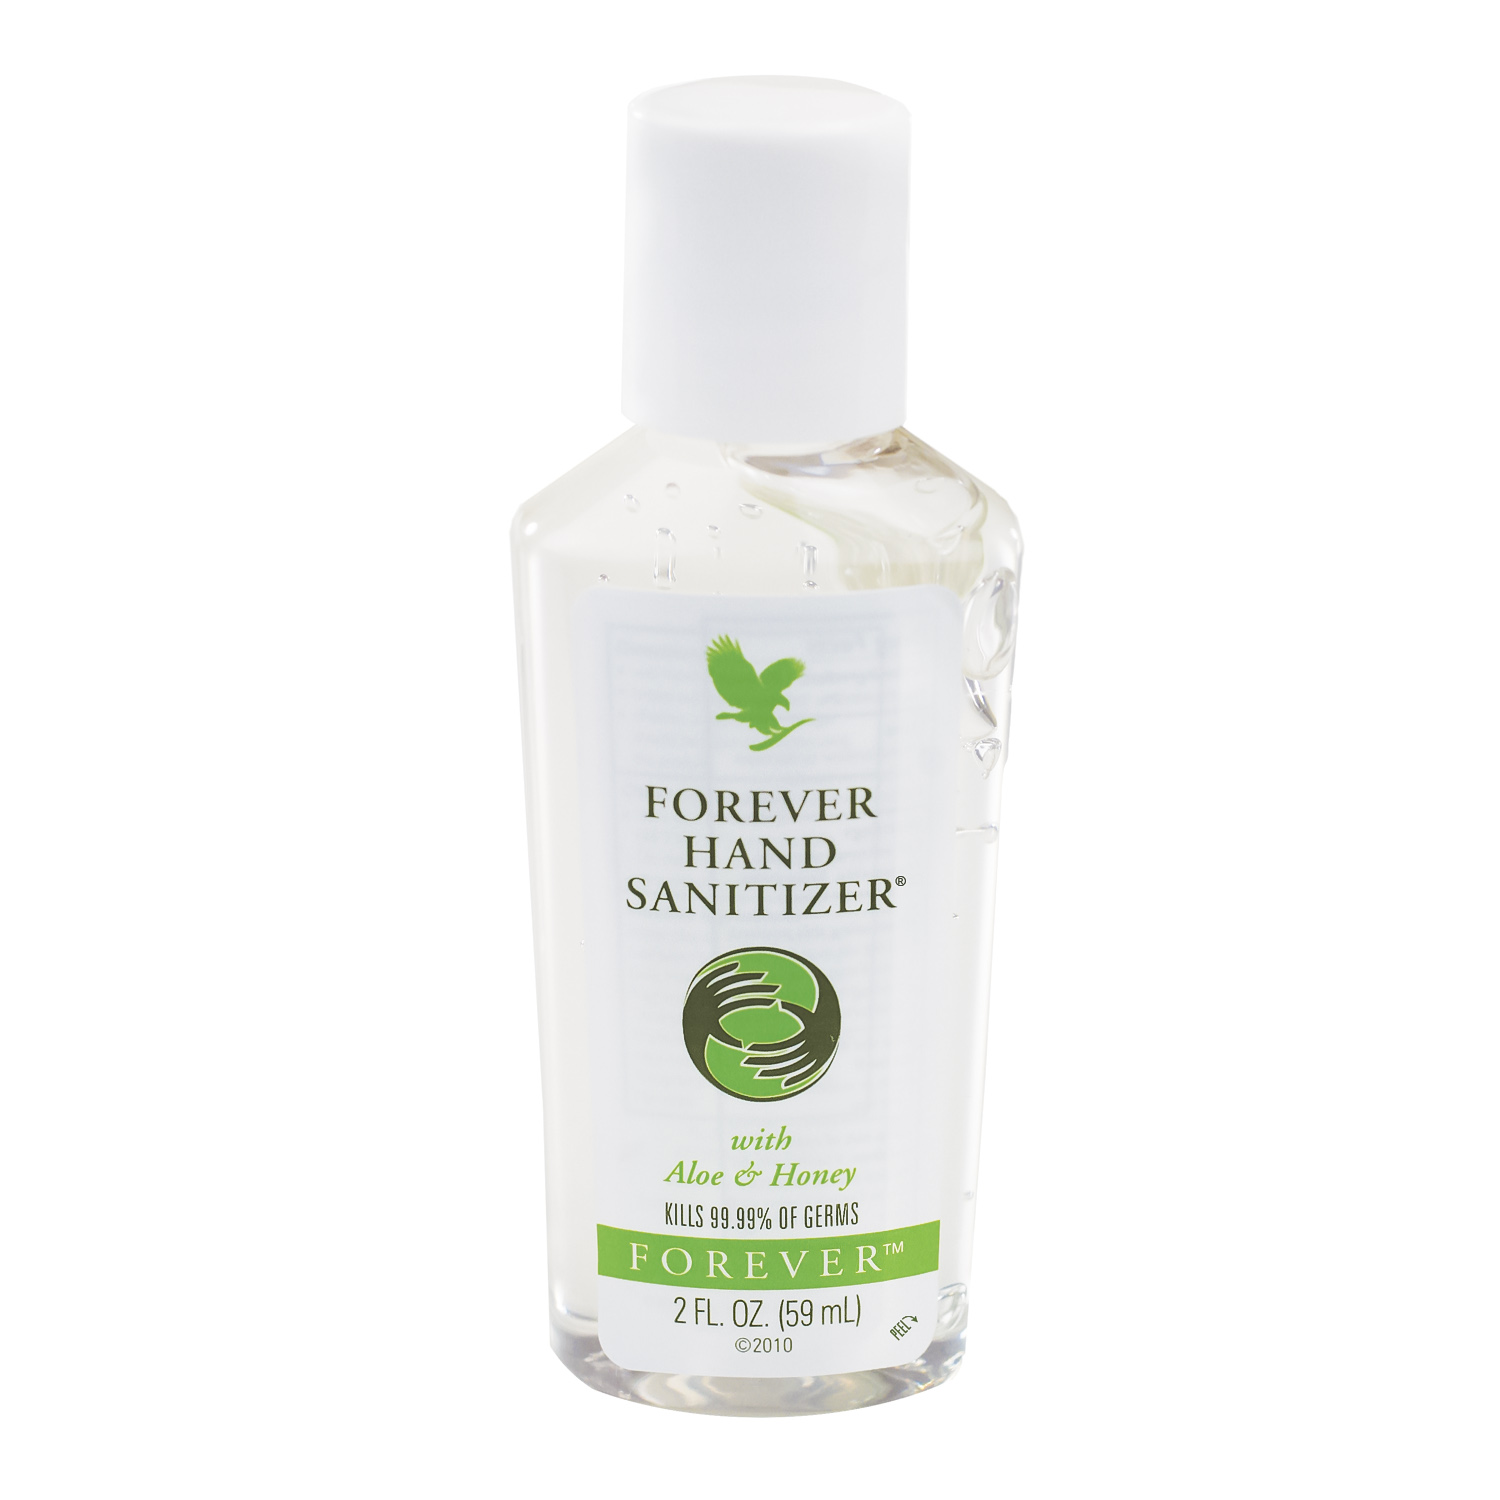 FOREVER
HAND
SANITIZER®
with
Aloe & Honey
KILLS 99.99% OF GERMS
FOREVER™
2 FL. OZ. (59 mL)
©2010
PEEL